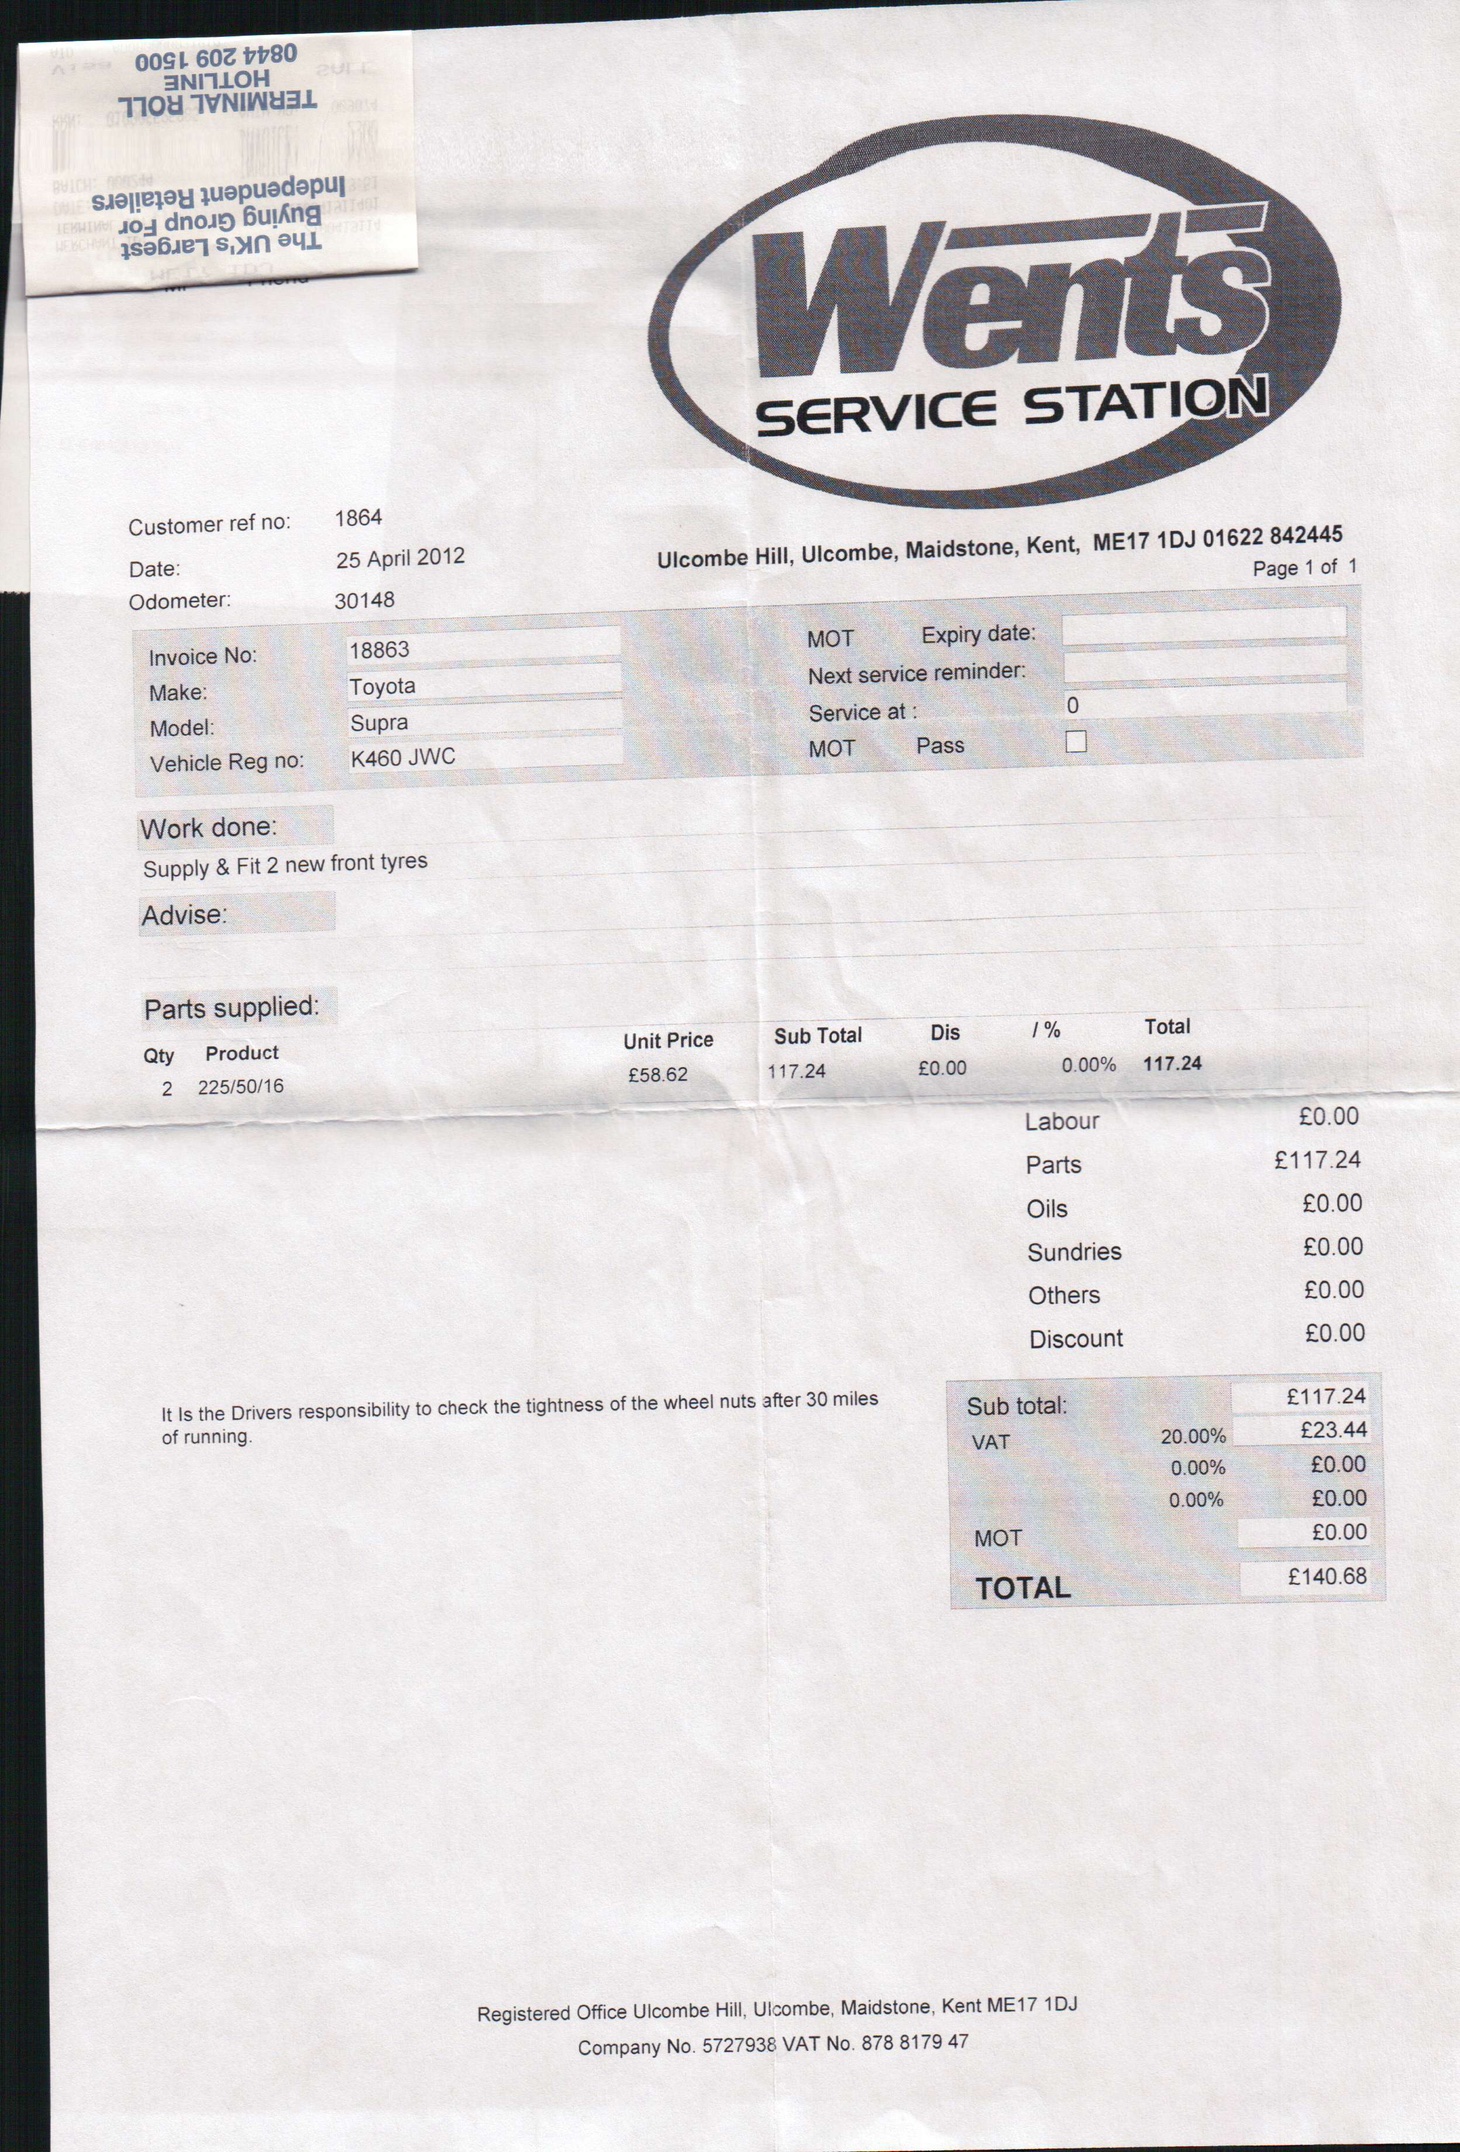 0844 209 1500
HOTLINE
TERMINAL ROLL
Independent Retailers
Buying Group For
The UK's Largest
Wents
SERVICE STATION
Customer ref no: 1864
Date: 25 April 2012
Odometer: 30148
Ulcombe Hill, Ulcombe, Maidstone, Kent, ME17 1DJ 01622 842445
Page 1 of 1
Invoice No: 18863
Make: Toyota
Model: Supra
Vehicle Reg no: K460 JWC
MOT Expiry date:
Next service reminder:
Service at : 0
MOT Pass
Work done:
Supply & Fit 2 new front tyres
Advise:
Parts supplied:
Qty Product Unit Price Sub Total Dis / % Total
2 225/50/16 £58.62 117.24 £0.00 0.00% 117.24
Labour £0.00
Parts £117.24
Oils £0.00
Sundries £0.00
Others £0.00
Discount £0.00
It Is the Drivers responsibility to check the tightness of the wheel nuts after 30 miles
of running.
Sub total: £117.24
VAT 20.00% £23.44
0.00% £0.00
0.00% £0.00
MOT £0.00
TOTAL £140.68
Registered Office Ulcombe Hill, Ulcombe, Maidstone, Kent ME17 1DJ
Company No. 5727938 VAT No. 878 8179 47